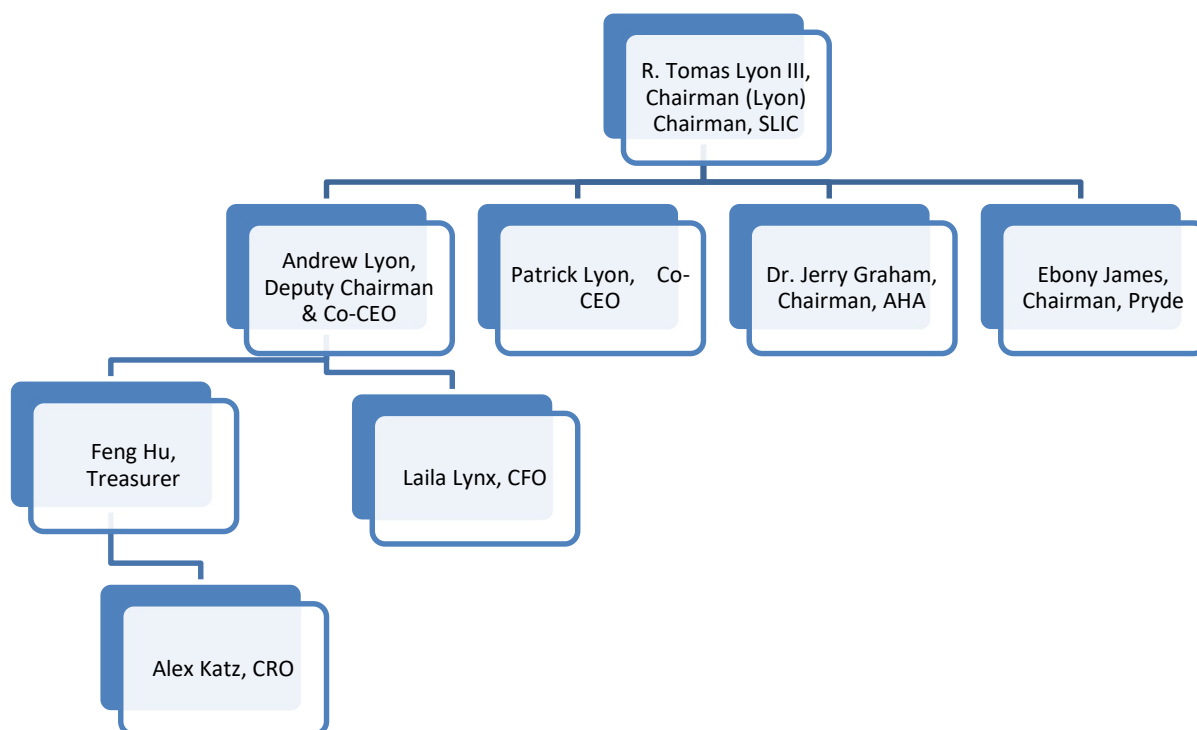 R. Tomas Lyon III,
Chairman (Lyon)
Chairman, SLIC
Andrew Lyon,
Deputy Chairman
& Co-CEO
Patrick Lyon, Co-
CEO
Dr. Jerry Graham,
Chairman, AHA
Ebony James,
Chairman, Pryde
Feng Hu,
Treasurer
Laila Lynx, CFO
Alex Katz, CRO